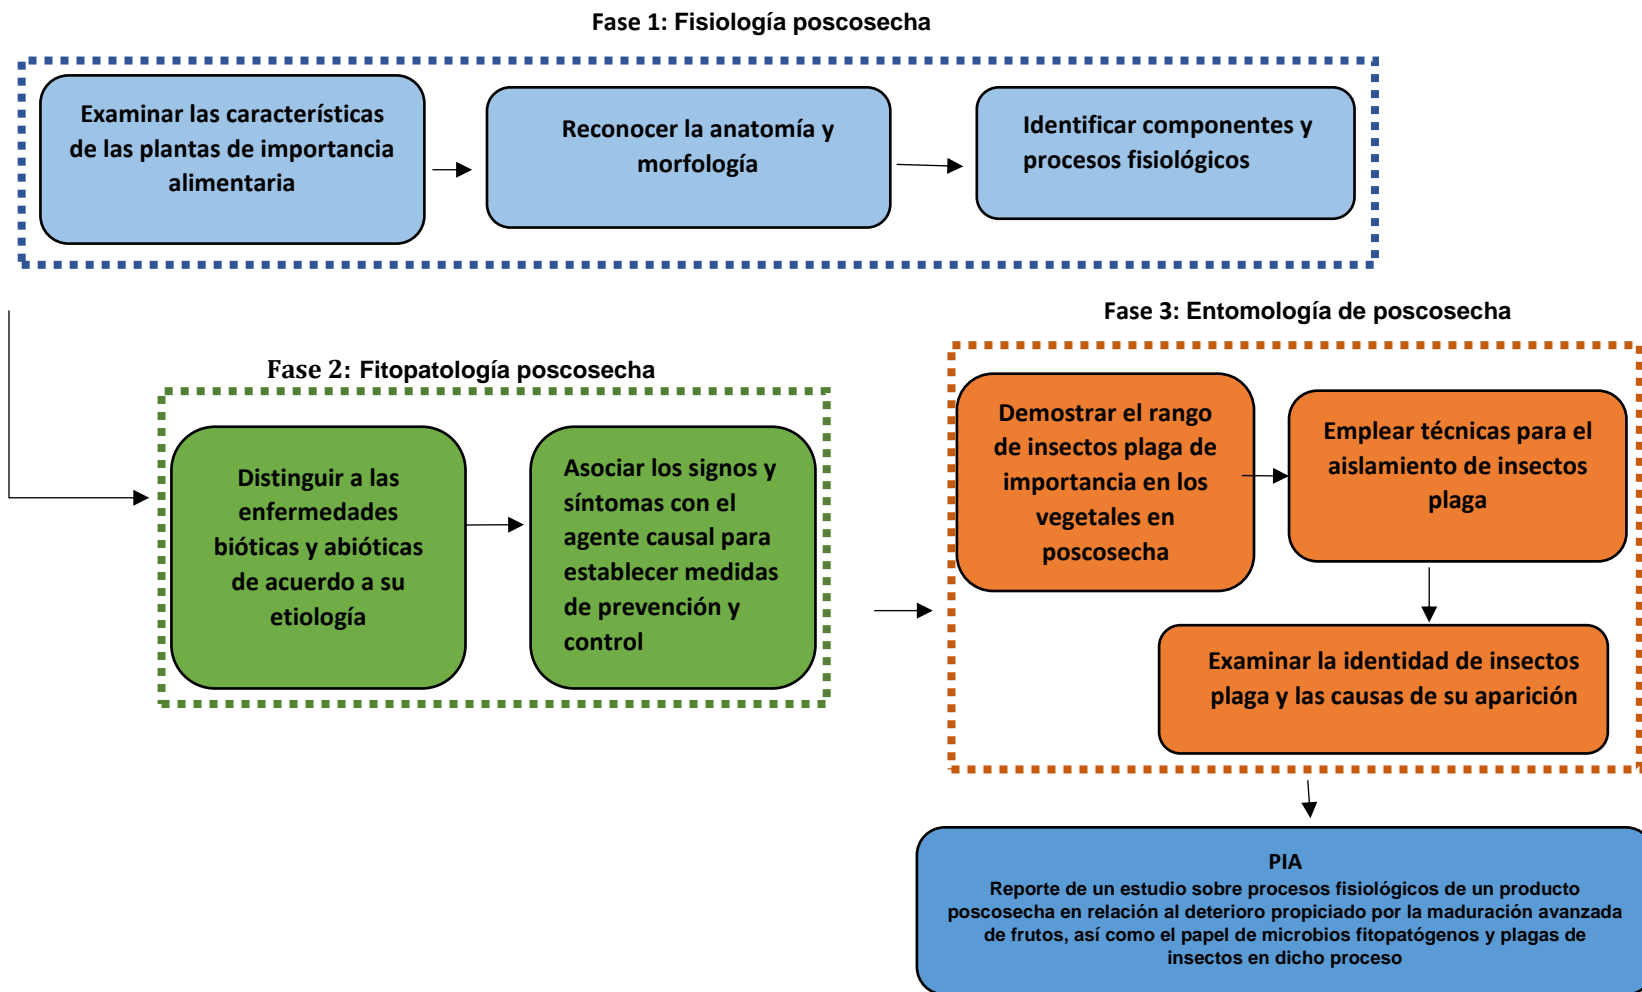 Fase 1: Fisiología poscosecha
Examinar las características
de las plantas de importancia
alimentaria
Reconocer la anatomía y
morfología
Identificar componentes y
procesos fisiológicos
Fase 2: Fitopatología poscosecha
Distinguir a las
enfermedades
bióticas y abióticas
de acuerdo a su
etiología
Asociar los signos y
síntomas con el
agente causal para
establecer medidas
de prevención y
control
Fase 3: Entomología de poscosecha
Demostrar el rango
de insectos plaga de
importancia en los
vegetales en
poscosecha
Emplear técnicas para el
aislamiento de insectos
plaga
Examinar la identidad de insectos
plaga y las causas de su aparición
PIA
Reporte de un estudio sobre procesos fisiológicos de un producto
poscosecha en relación al deterioro propiciado por la maduración avanzada
de frutos, así como el papel de microbios fitopatógenos y plagas de
insectos en dicho proceso